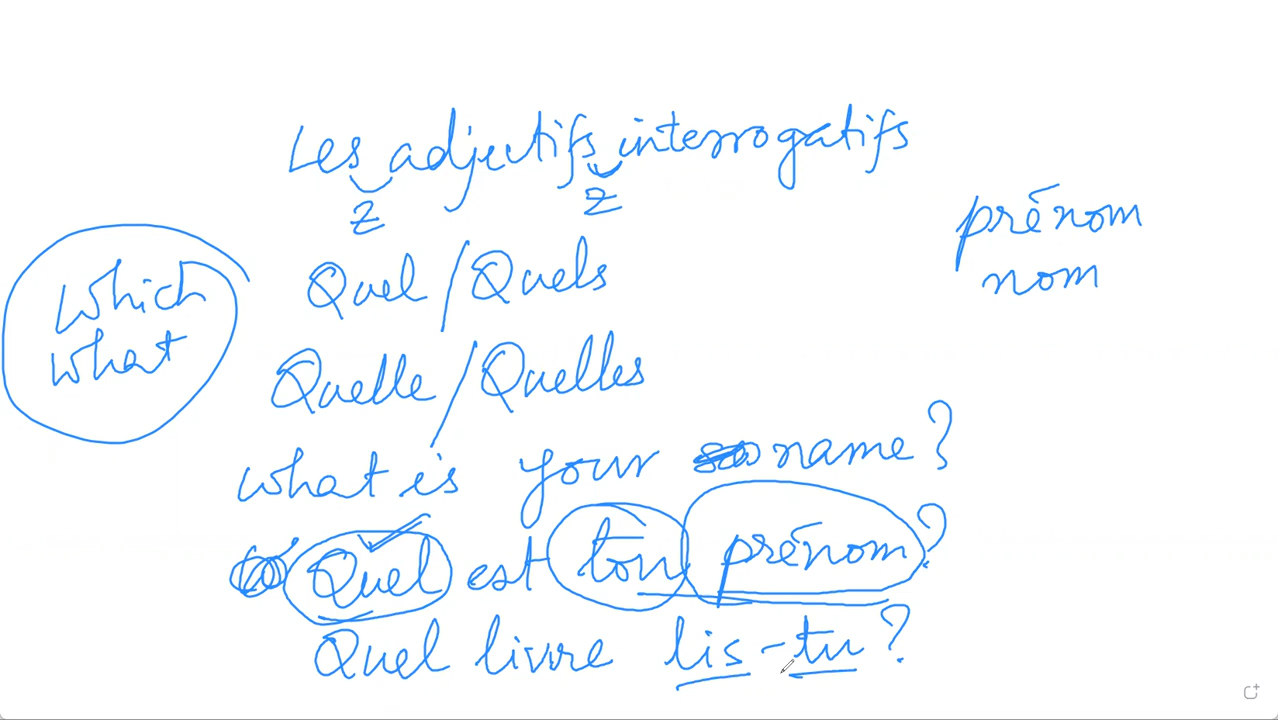 Les adjectifs interrogatifs
z z
prénom
nom
which
what
Quel / Quels
Quelle / Quelles
what is your name?
Quel est ton prénom?
Quel livre lis-tu?